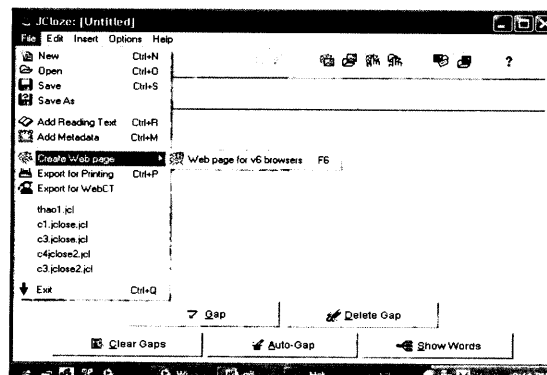 JCloze: [Untitled]
File Edit Insert Options Help
New Ctrl+N
Open Ctrl+O
Save Ctrl+S
Save As
?
Add Reading Text Ctrl+R
Add Metadata Ctrl+M
Create Web page Web page for v6 browsers F6
Export for Printing Ctrl+P
Export for WebCT
thao1.jcl
c1.jclose.jcl
c3.jclose.jcl
c4jclose2.jcl
c3.jclose2.jcl
Exit Ctrl+Q
Gap Delete Gap
Clear Gaps Auto-Gap Show Words